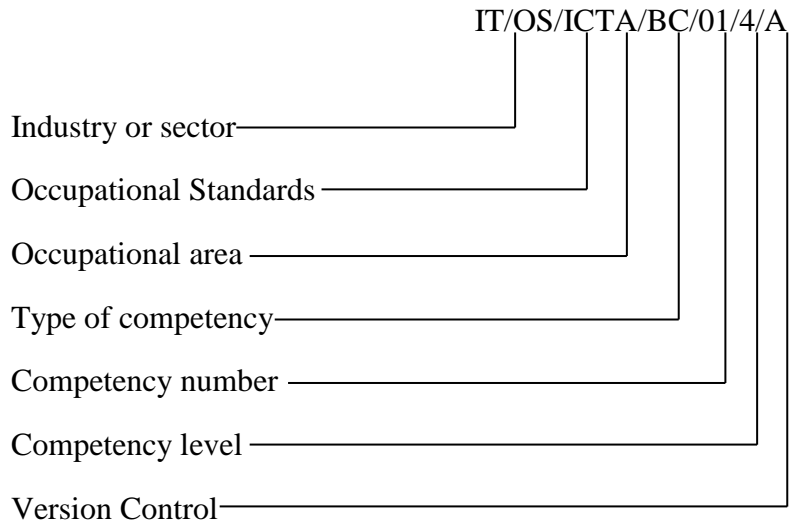 IT/OS/ICTA/BC/01/4/A
Industry or sector
Occupational Standards
Occupational area
Type of competency
Competency number
Competency level
Version Control